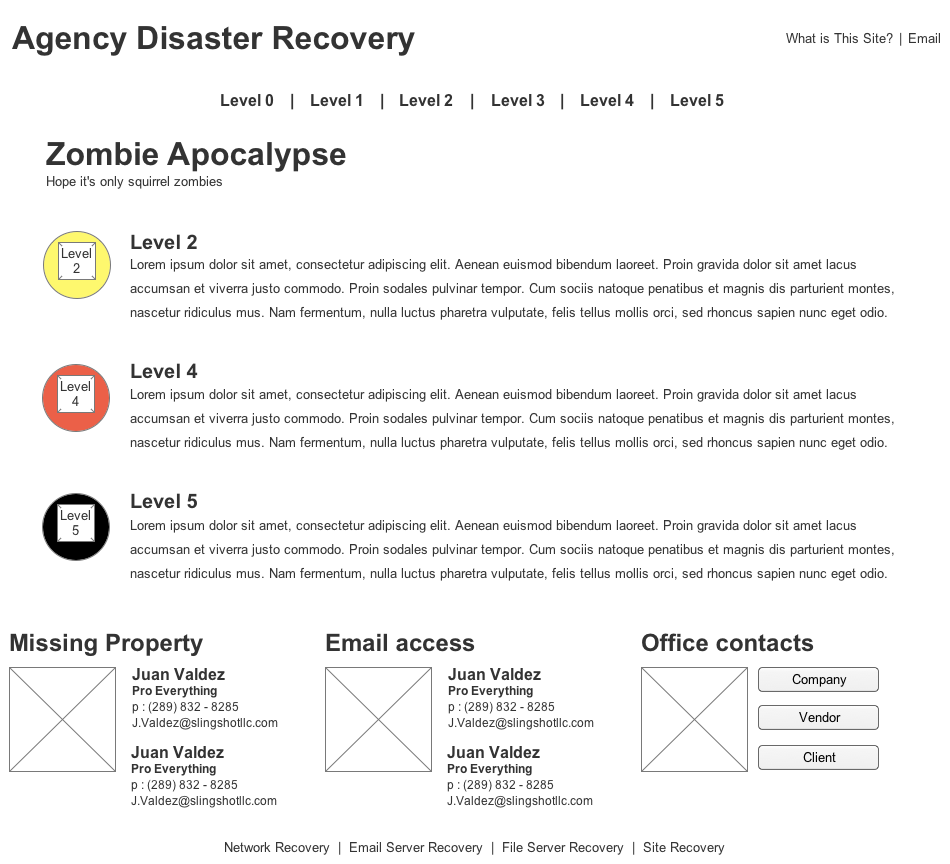 Agency Disaster Recovery
What is This Site? | Email
Level 0 | Level 1 | Level 2 | Level 3 | Level 4 | Level 5
Zombie Apocalypse
Hope it's only squirrel zombies
Level
2
Level 2
Lorem ipsum dolor sit amet, consectetur adipiscing elit. Aenean euismod bibendum laoreet. Proin gravida dolor sit amet lacus
accumsan et viverra justo commodo. Proin sodales pulvinar tempor. Cum sociis natoque penatibus et magnis dis parturient montes,
nascetur ridiculus mus. Nam fermentum, nulla luctus pharetra vulputate, felis tellus mollis orci, sed rhoncus sapien nunc eget odio.
Level
4
Level 4
Lorem ipsum dolor sit amet, consectetur adipiscing elit. Aenean euismod bibendum laoreet. Proin gravida dolor sit amet lacus
accumsan et viverra justo commodo. Proin sodales pulvinar tempor. Cum sociis natoque penatibus et magnis dis parturient montes,
nascetur ridiculus mus. Nam fermentum, nulla luctus pharetra vulputate, felis tellus mollis orci, sed rhoncus sapien nunc eget odio.
Level
5
Level 5
Lorem ipsum dolor sit amet, consectetur adipiscing elit. Aenean euismod bibendum laoreet. Proin gravida dolor sit amet lacus
accumsan et viverra justo commodo. Proin sodales pulvinar tempor. Cum sociis natoque penatibus et magnis dis parturient montes,
nascetur ridiculus mus. Nam fermentum, nulla luctus pharetra vulputate, felis tellus mollis orci, sed rhoncus sapien nunc eget odio.
Missing Property
Juan Valdez
Pro Everything
p : (289) 832 - 8285
J.Valdez@slingshotllc.com
Juan Valdez
Pro Everything
p : (289) 832 - 8285
J.Valdez@slingshotllc.com
Email access
Juan Valdez
Pro Everything
p : (289) 832 - 8285
J.Valdez@slingshotllc.com
Juan Valdez
Pro Everything
p : (289) 832 - 8285
J.Valdez@slingshotllc.com
Office contacts
Company
Vendor
Client
Network Recovery | Email Server Recovery | File Server Recovery | Site Recovery